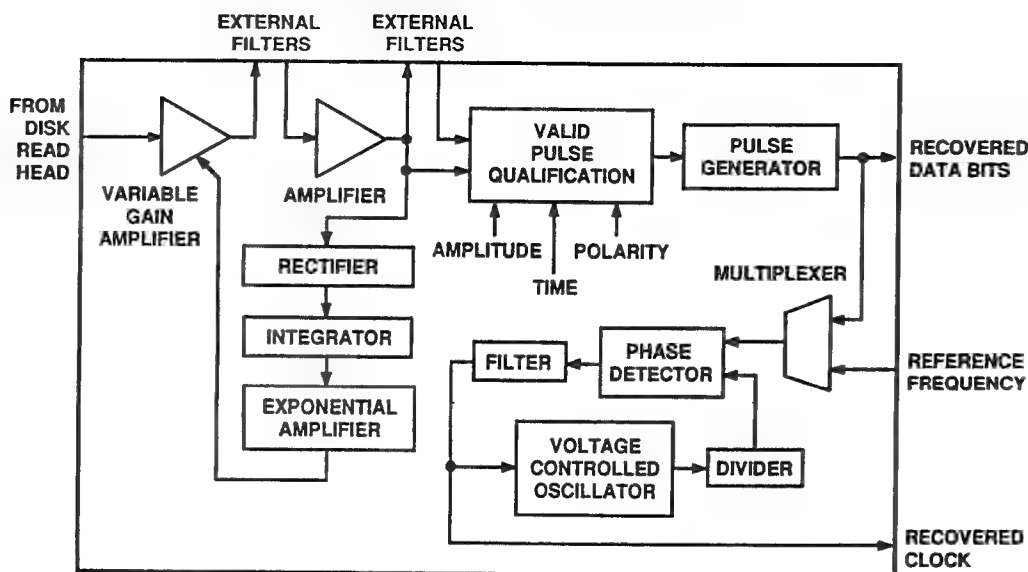 EXTERNAL
FILTERS
EXTERNAL
FILTERS
FROM
DISK
READ
HEAD
VARIABLE
GAIN
AMPLIFIER
AMPLIFIER
VALID
PULSE
QUALIFICATION
PULSE
GENERATOR
RECOVERED
DATA BITS
AMPLITUDE
TIME
POLARITY
RECTIFIER
INTEGRATOR
EXPONENTIAL
AMPLIFIER
MULTIPLEXER
FILTER
PHASE
DETECTOR
REFERENCE
FREQUENCY
VOLTAGE
CONTROLLED
OSCILLATOR
DIVIDER
RECOVERED
CLOCK